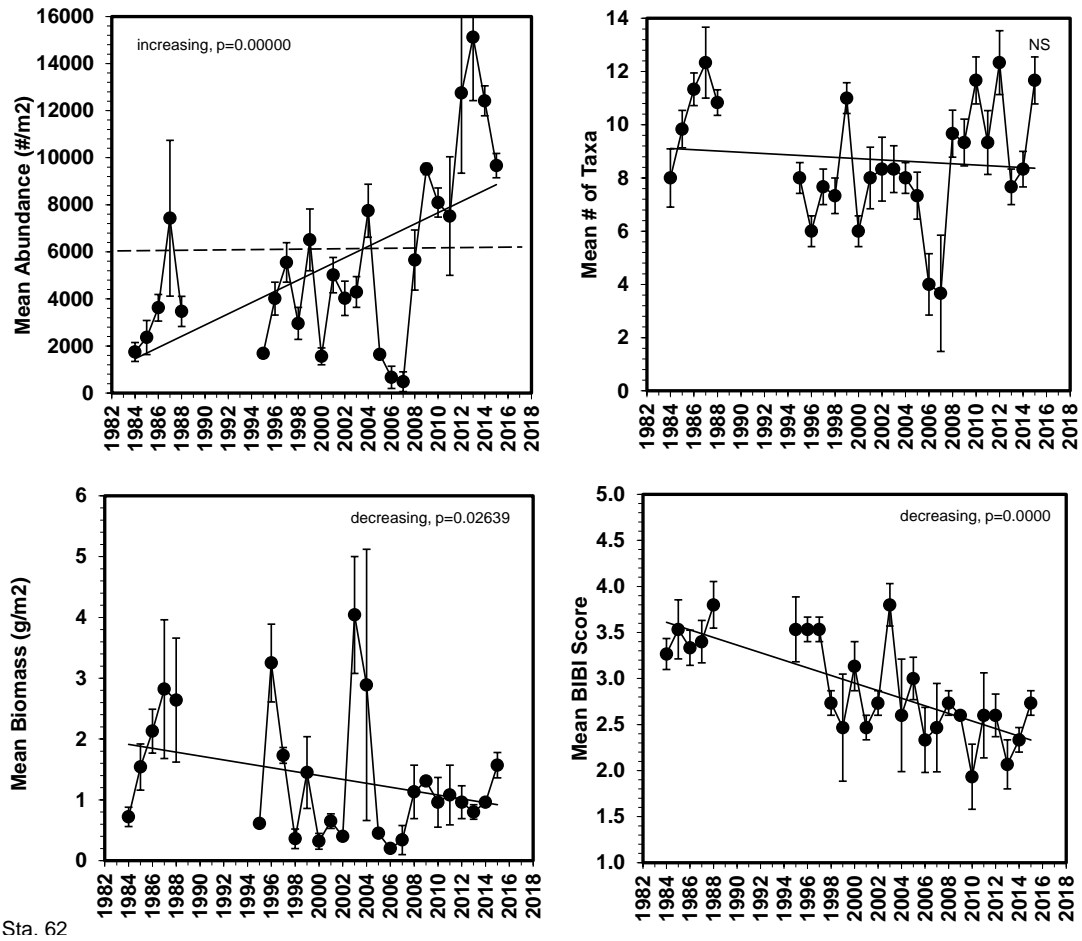 16000
14000
12000
10000
8000
6000
4000
2000
0
Mean Abundance (#/m2)
increasing, p=0.00000
1982 1984 1986 1988 1990 1992 1994 1996 1998 2000 2002 2004 2006 2008 2010 2012 2014 2016 2018
14
12
10
8
6
4
2
0
Mean # of Taxa
NS
1982 1984 1986 1988 1990 1992 1994 1996 1998 2000 2002 2004 2006 2008 2010 2012 2014 2016 2018
6
5
4
3
2
1
0
Mean Biomass (g/m2)
decreasing, p=0.02639
1982 1984 1986 1988 1990 1992 1994 1996 1998 2000 2002 2004 2006 2008 2010 2012 2014 2016 2018
5.0
4.5
4.0
3.5
3.0
2.5
2.0
1.5
1.0
Mean BIBI Score
decreasing, p=0.0000
1982 1984 1986 1988 1990 1992 1994 1996 1998 2000 2002 2004 2006 2008 2010 2012 2014 2016 2018
Sta. 62